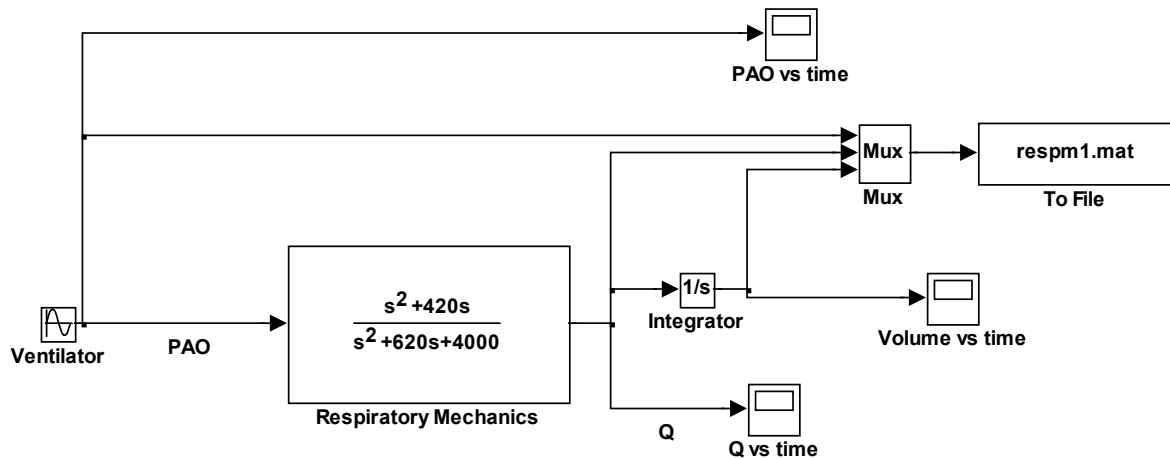 PAO vs time
Mux
Mux
respm1.mat
To File
Ventilator
PAO
s² +420s
s² +620s+4000
Respiratory Mechanics
1/s
Integrator
Volume vs time
Q
Q vs time